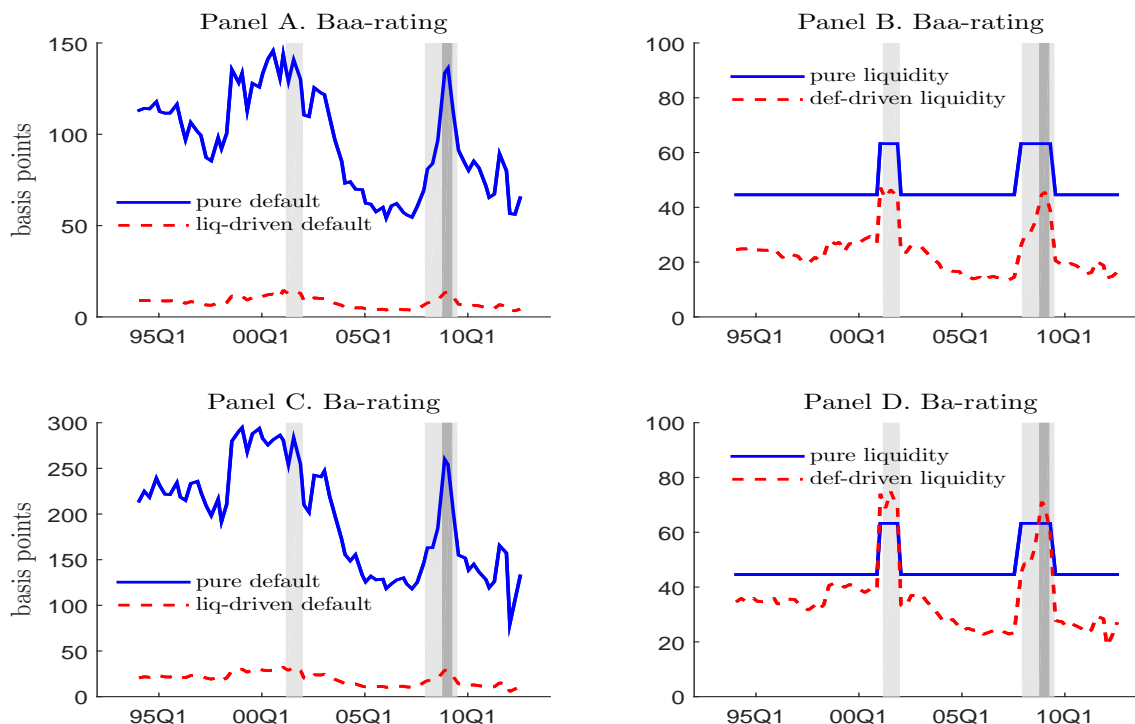 Panel A. Baa-rating
150
100
50
0
basis points
pure default
liq-driven default
95Q1 00Q1 05Q1 10Q1
Panel B. Baa-rating
100
80
60
40
20
0
pure liquidity
def-driven liquidity
95Q1 00Q1 05Q1 10Q1
Panel C. Ba-rating
300
250
200
150
100
50
0
basis points
pure default
liq-driven default
95Q1 00Q1 05Q1 10Q1
Panel D. Ba-rating
100
80
60
40
20
0
pure liquidity
def-driven liquidity
95Q1 00Q1 05Q1 10Q1